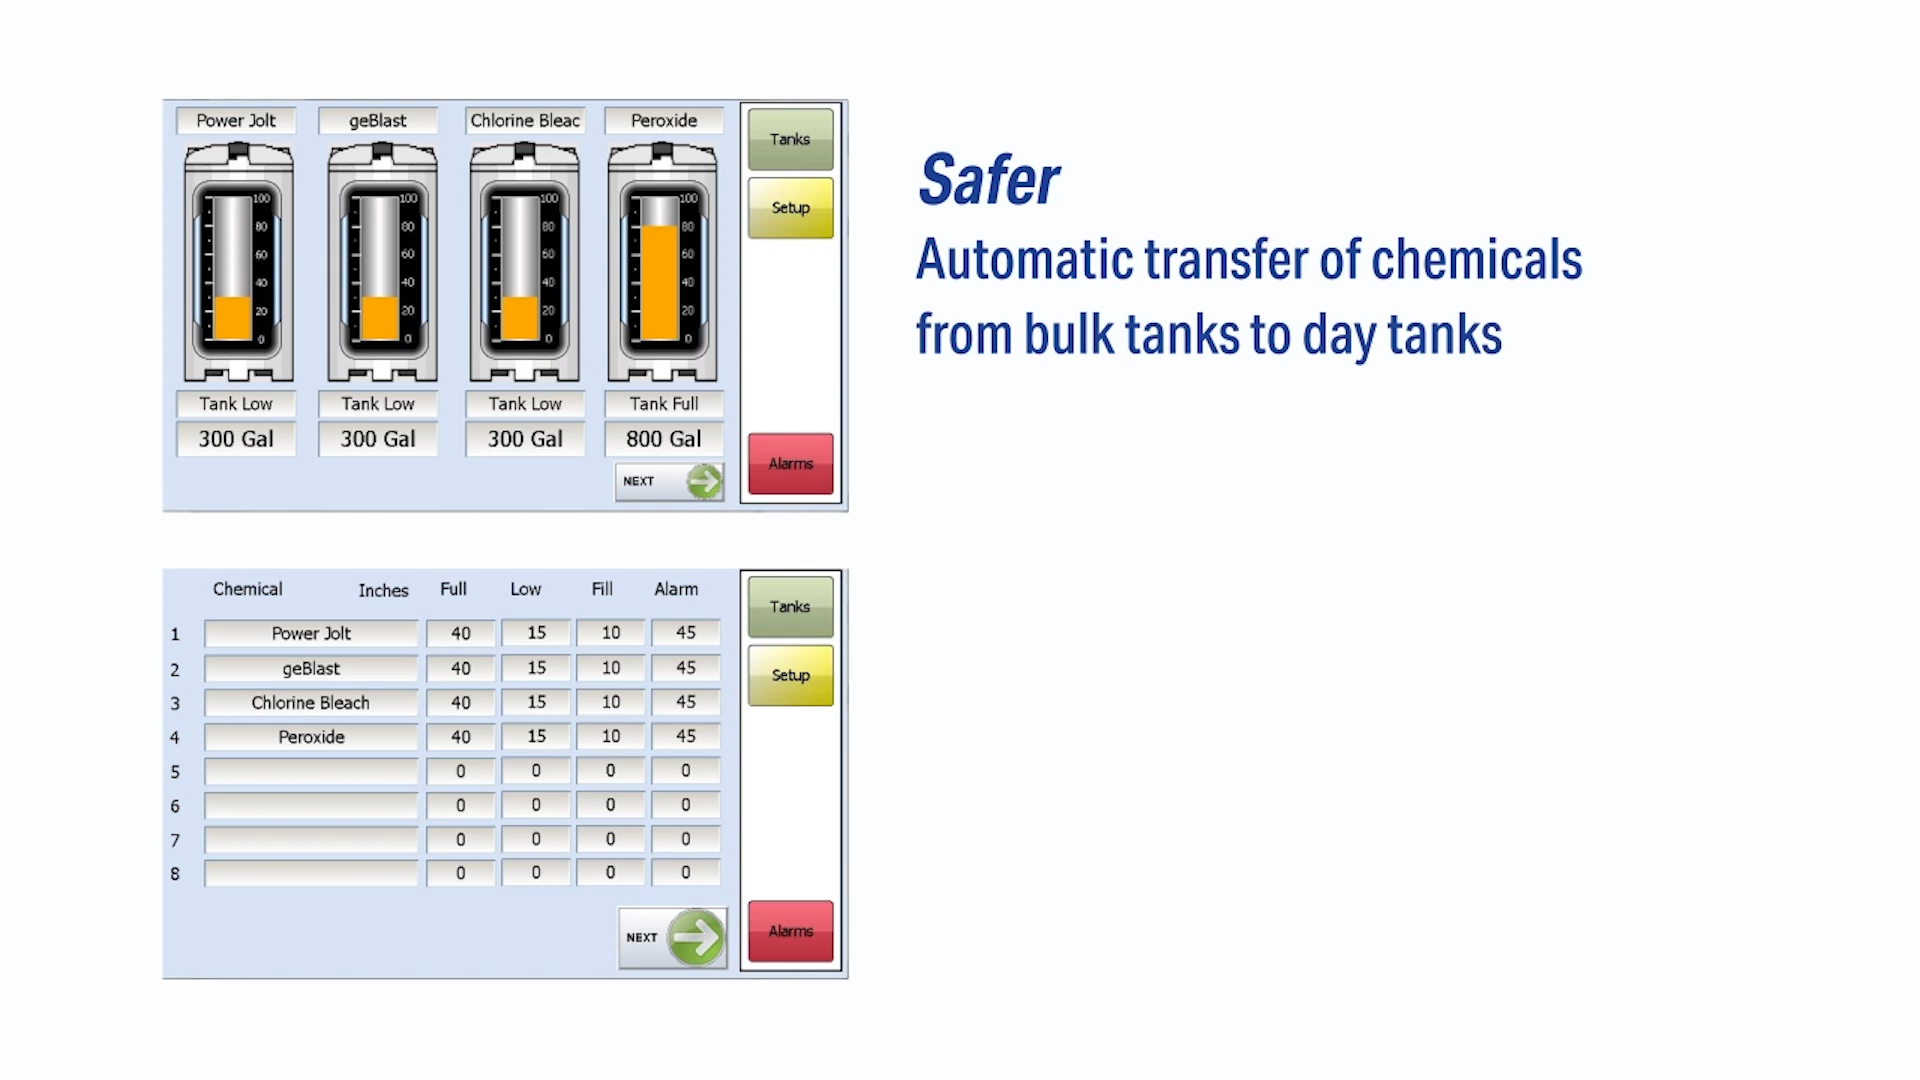 Power Jolt geBlast Chlorine Bleac Peroxide
100 100 100 100
80 80 80 80
60 60 60 60
40 40 40 40
20 20 20 20
0 0 0 0
Tank Low Tank Low Tank Low Tank Full
300 Gal 300 Gal 300 Gal 800 Gal
NEXT
Tanks
Setup
Alarms
Safer
Automatic transfer of chemicals
from bulk tanks to day tanks
Chemical Inches Full Low Fill Alarm
1 Power Jolt 40 15 10 45
2 geBlast 40 15 10 45
3 Chlorine Bleach 40 15 10 45
4 Peroxide 40 15 10 45
5 0 0 0 0
6 0 0 0 0
7 0 0 0 0
8 0 0 0 0
NEXT
Tanks
Setup
Alarms